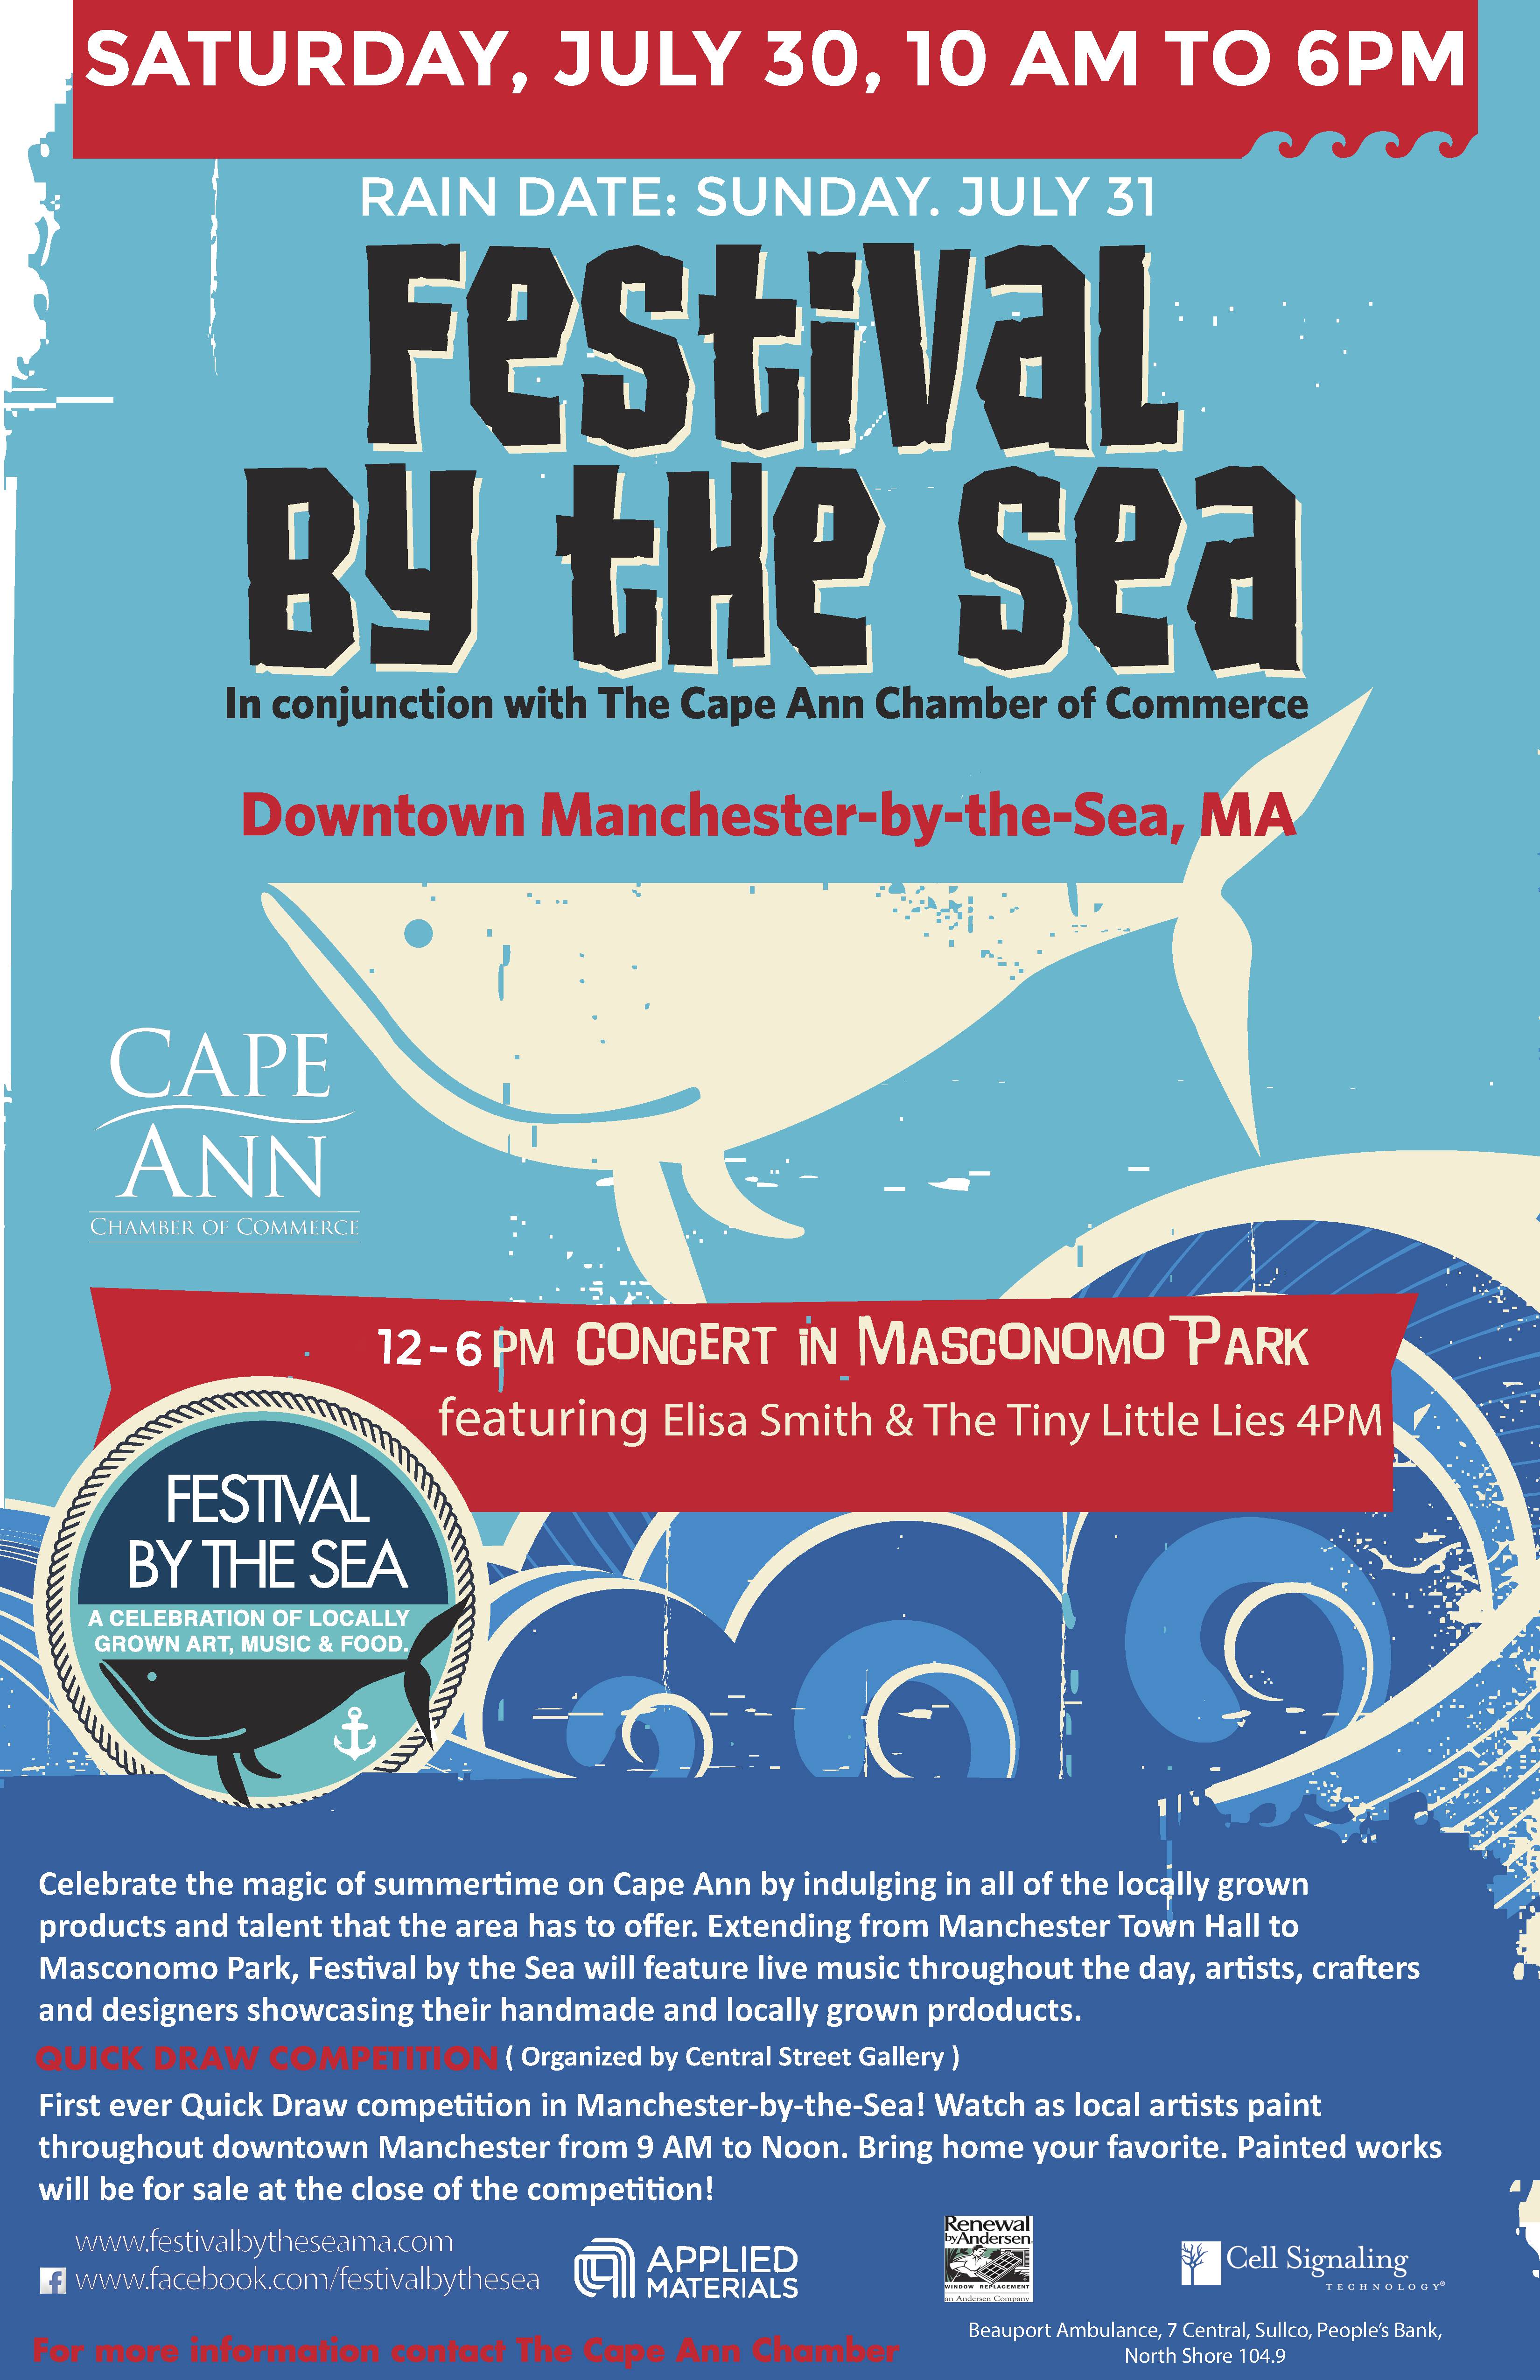 SATURDAY, JULY 30, 10 AM TO 6PM
RAIN DATE: SUNDAY. JULY 31
Festival
By the Sea
In conjunction with The Cape Ann Chamber of Commerce
Downtown Manchester-by-the-Sea, MA
CAPE
ANN
CHAMBER OF COMMERCE
12-6PM CONCERT iN MASCONOMO PARK
featuring Elisa Smith & The Tiny Little Lies 4PM
FESTIVAL
BY THE SEA
A CELEBRATION OF LOCALLY
GROWN ART, MUSIC & FOOD.
Celebrate the magic of summertime on Cape Ann by indulging in all of the locally grown
products and talent that the area has to offer. Extending from Manchester Town Hall to
Masconomo Park, Festival by the Sea will feature live music throughout the day, artists, crafters
and designers showcasing their handmade and locally grown prdoducts.
QUICK DRAW COMPETITION ( Organized by Central Street Gallery )
First ever Quick Draw competition in Manchester-by-the-Sea! Watch as local artists paint
throughout downtown Manchester from 9 AM to Noon. Bring home your favorite. Painted works
will be for sale at the close of the competition!
www.festivalbytheseama.com
f www.facebook.com/festivalbythesea
APPLIED
MATERIALS
Renewal
byAndersen.
WINDOW REPLACEMENT
an Andersen Company
Cell Signaling
TECHNOLOGY®
Beauport Ambulance, 7 Central, Sullco, People's Bank,
North Shore 104.9
For more information contact The Cape Ann Chamber